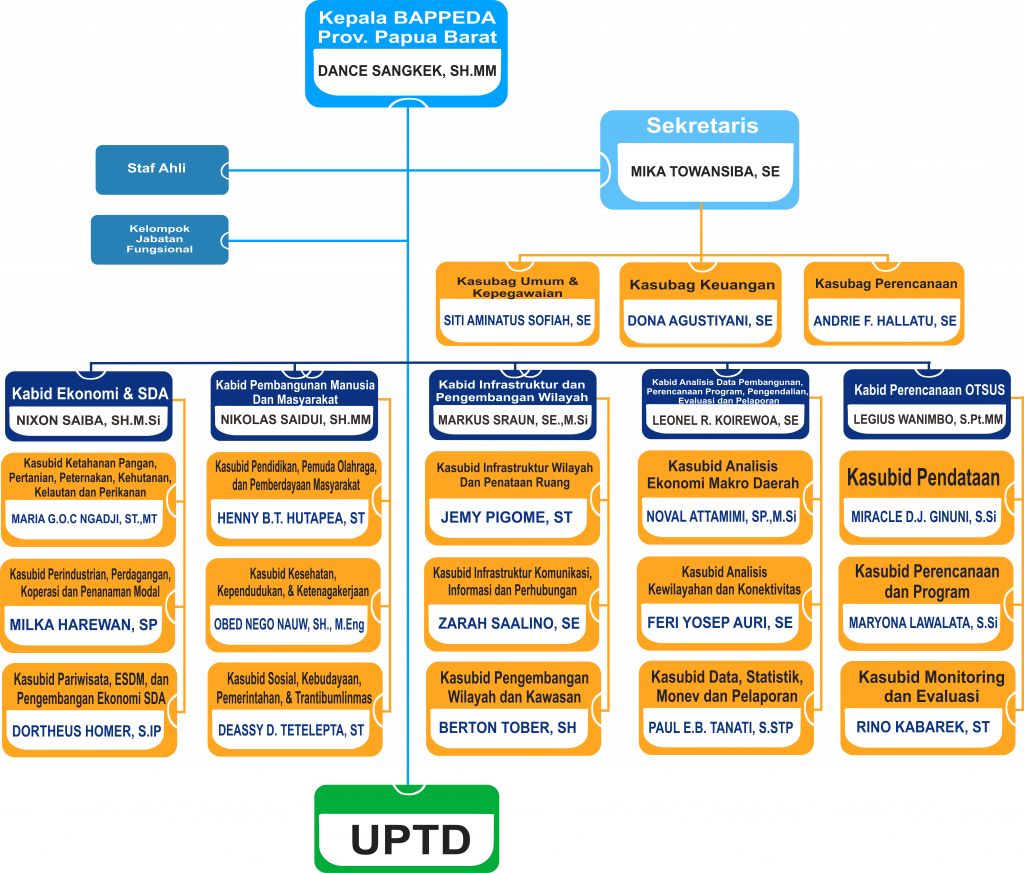 Kepala BAPPEDA
Prov. Papua Barat
DANCE SANGKEK, SH.MM
Sekretaris
MIKA TOWANSIBA, SE
Staf Ahli
Kelompok
Jabatan
Fungsional
Kasubag Umum &
Kepegawaian
SITI AMINATUS SOFIAH, SE
Kasubag Keuangan
DONA AGUSTIYANI, SE
Kasubag Perencanaan
ANDRIE F. HALLATU, SE
Kabid Ekonomi & SDA
NIXON SAIBA, SH.M.Si
Kabid Pembangunan Manusia
Dan Masyarakat
NIKOLAS SAIDUI, SH.MM
Kabid Infrastruktur dan
Pengembangan Wilayah
MARKUS SRAUN, SE.,M.Si
Kabid Analisis Data Pembangunan,
Perencanaan Program, Pengendalian,
Evaluasi dan Pelaporan
LEONEL R. KOIREWOA, SE
Kabid Perencanaan OTSUS
LEGIUS WANIMBO, S.Pt.MM
Kasubid Ketahanan Pangan,
Pertanian, Peternakan, Kehutanan,
Kelautan dan Perikanan
MARIA G.O.C NGADJI, ST.,MT
Kasubid Pendidikan, Pemuda Olahraga,
dan Pemberdayaan Masyarakat
HENNY B.T. HUTAPEA, ST
Kasubid Infrastruktur Wilayah
Dan Penataan Ruang
JEMY PIGOME, ST
Kasubid Analisis
Ekonomi Makro Daerah
NOVAL ATTAMIMI, SP.,M.Si
Kasubid Pendataan
MIRACLE D.J. GINUNI, S.Si
Kasubid Perindustrian, Perdagangan,
Koperasi dan Penanaman Modal
MILKA HAREWAN, SP
Kasubid Kesehatan,
Kependudukan, & Ketenagakerjaan
OBED NEGO NAUW, SH., M.Eng
Kasubid Infrastruktur Komunikasi,
Informasi dan Perhubungan
ZARAH SAALINO, SE
Kasubid Analisis
Kewilayahan dan Konektivitas
FERI YOSEP AURI, SE
Kasubid Perencanaan
dan Program
MARYONA LAWALATA, S.Si
Kasubid Pariwisata, ESDM, dan
Pengembangan Ekonomi SDA
DORTHEUS HOMER, S.IP
Kasubid Sosial, Kebudayaan,
Pemerintahan, & Trantibumlinmas
DEASSY D. TETELEPTA, ST
Kasubid Pengembangan
Wilayah dan Kawasan
BERTON TOBER, SH
Kasubid Data, Statistik,
Monev dan Pelaporan
PAUL E.B. TANATI, S.STP
Kasubid Monitoring
dan Evaluasi
RINO KABAREK, ST
UPTD